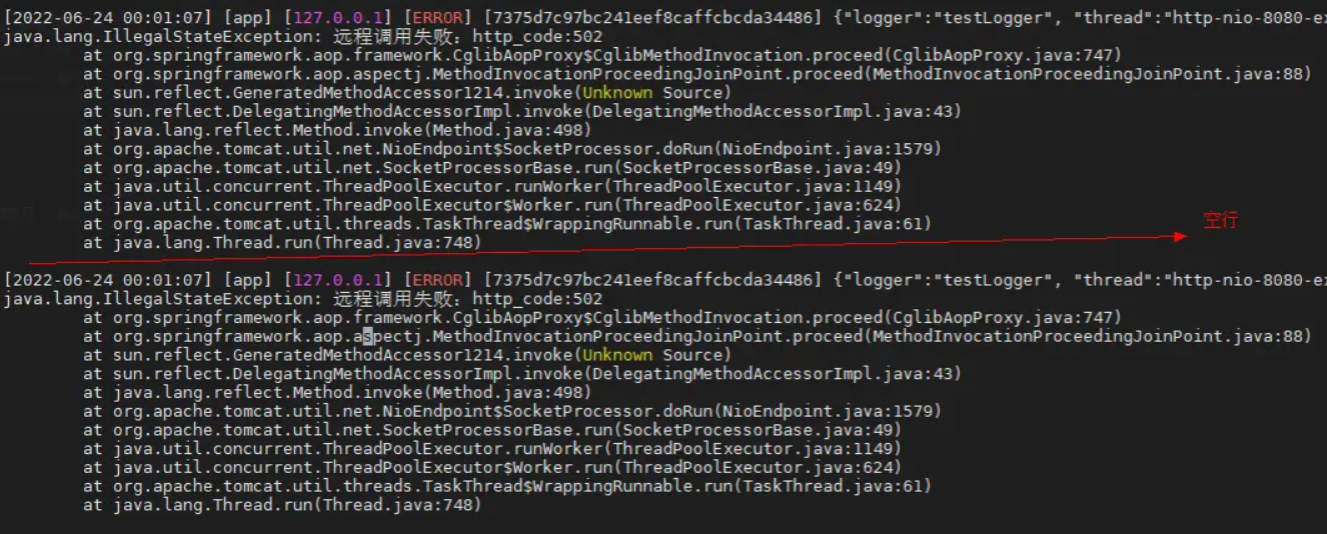 [2022-06-24 00:01:07] [app] [127.0.0.1] [ERROR] [7375d7c97bc241eef8caffcbcda34486] {"logger":"testLogger", "thread":"http-nio-8080-e
java.lang.IllegalStateException: 远程调用失败：http_code:502
at org.springframework.aop.framework.CglibAopProxy$CglibMethodInvocation.proceed(CglibAopProxy.java:747)
at org.springframework.aop.aspectj.MethodInvocationProceedingJoinPoint.proceed(MethodInvocationProceedingJoinPoint.java:88)
at sun.reflect.GeneratedMethodAccessor1214.invoke(Unknown Source)
at sun.reflect.DelegatingMethodAccessorImpl.invoke(DelegatingMethodAccessorImpl.java:43)
at java.lang.reflect.Method.invoke(Method.java:498)
at org.apache.tomcat.util.net.NioEndpoint$SocketProcessor.doRun(NioEndpoint.java:1579)
at org.apache.tomcat.util.net.SocketProcessorBase.run(SocketProcessorBase.java:49)
at java.util.concurrent.ThreadPoolExecutor.runWorker(ThreadPoolExecutor.java:1149)
at java.util.concurrent.ThreadPoolExecutor$Worker.run(ThreadPoolExecutor.java:624)
at org.apache.tomcat.util.threads.TaskThread$WrappingRunnable.run(TaskThread.java:61)
at java.lang.Thread.run(Thread.java:748)
空行
[2022-06-24 00:01:07] [app] [127.0.0.1] [ERROR] [7375d7c97bc241eef8caffcbcda34486] {"logger":"testLogger", "thread":"http-nio-8080-e
java.lang.IllegalStateException: 远程调用失败：http_code:502
at org.springframework.aop.framework.CglibAopProxy$CglibMethodInvocation.proceed(CglibAopProxy.java:747)
at org.springframework.aop.aspectj.MethodInvocationProceedingJoinPoint.proceed(MethodInvocationProceedingJoinPoint.java:88)
at sun.reflect.GeneratedMethodAccessor1214.invoke(Unknown Source)
at sun.reflect.DelegatingMethodAccessorImpl.invoke(DelegatingMethodAccessorImpl.java:43)
at java.lang.reflect.Method.invoke(Method.java:498)
at org.apache.tomcat.util.net.NioEndpoint$SocketProcessor.doRun(NioEndpoint.java:1579)
at org.apache.tomcat.util.net.SocketProcessorBase.run(SocketProcessorBase.java:49)
at java.util.concurrent.ThreadPoolExecutor.runWorker(ThreadPoolExecutor.java:1149)
at java.util.concurrent.ThreadPoolExecutor$Worker.run(ThreadPoolExecutor.java:624)
at org.apache.tomcat.util.threads.TaskThread$WrappingRunnable.run(TaskThread.java:61)
at java.lang.Thread.run(Thread.java:748)